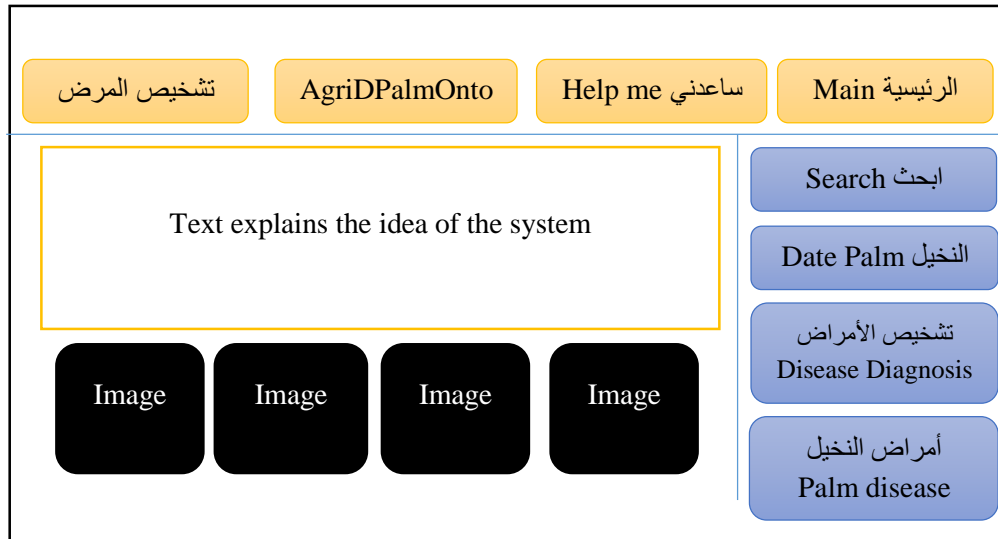 الرئيسية Main
ساعدني Help me
AgriDPalmOnto
تشخيص المرض
ابحث Search
النخيل Date Palm
تشخيص الأمراض
Disease Diagnosis
أمراض النخيل
Palm disease
Text explains the idea of the system
Image
Image
Image
Image